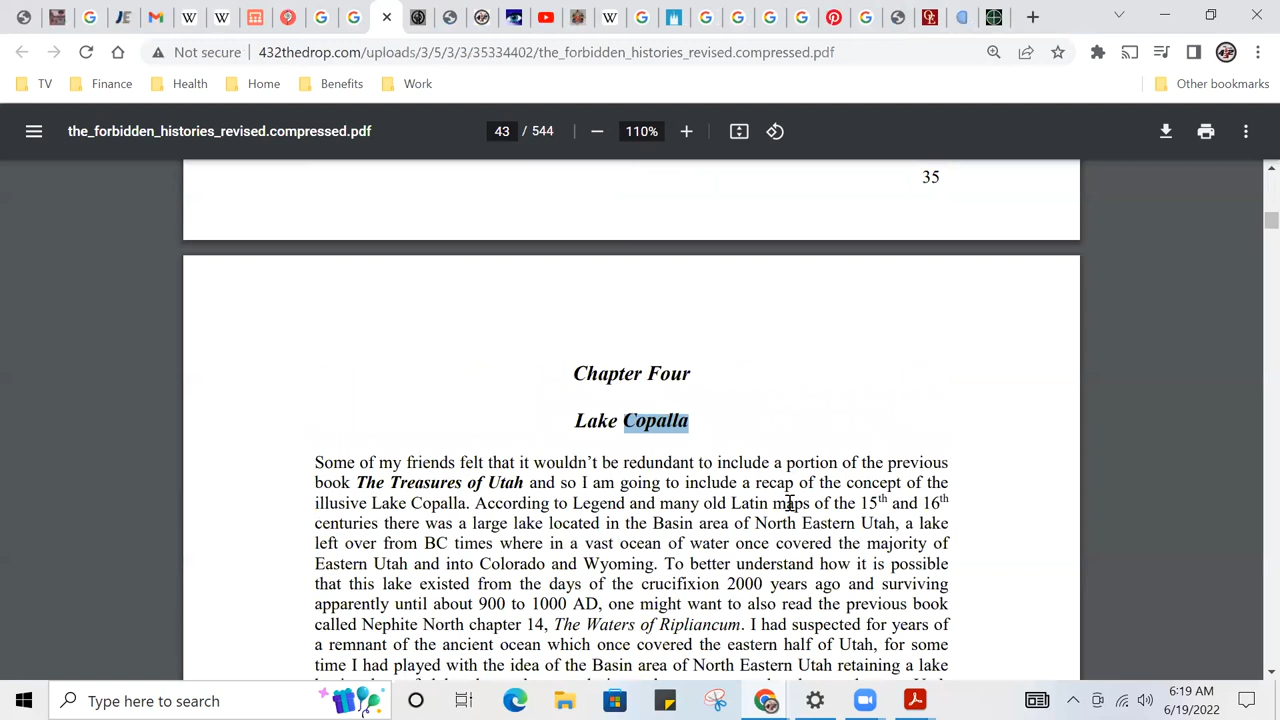 Not secure
432thedrop.com/uploads/3/5/3/3/35334402/the_forbidden_histories_revised.compressed.pdf
TV
Finance
Health
Home
Benefits
Work
Other bookmarks
the_forbidden_histories_revised.compressed.pdf
43 / 544
110%
35
Chapter Four
Lake Copalla
Some of my friends felt that it wouldn’t be redundant to include a portion of the previous
book The Treasures of Utah and so I am going to include a recap of the concept of the
illusive Lake Copalla. According to Legend and many old Latin maps of the 15th and 16th
centuries there was a large lake located in the Basin area of North Eastern Utah, a lake
left over from BC times where in a vast ocean of water once covered the majority of
Eastern Utah and into Colorado and Wyoming. To better understand how it is possible
that this lake existed from the days of the crucifixion 2000 years ago and surviving
apparently until about 900 to 1000 AD, one might want to also read the previous book
called Nephite North chapter 14, The Waters of Ripliancum. I had suspected for years of
a remnant of the ancient ocean which once covered the eastern half of Utah, for some
time I had played with the idea of the Basin area of North Eastern Utah retaining a lake
Type here to search
6:19 AM
6/19/2022